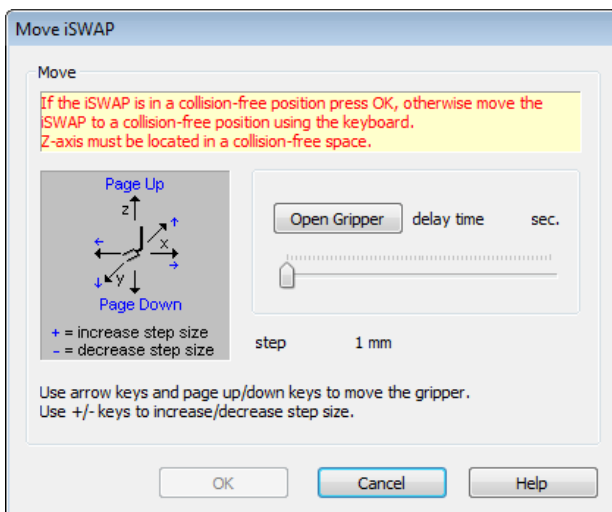 Move iSWAP
Move
If the iSWAP is in a collision-free position press OK, otherwise move the
iSWAP to a collision-free position using the keyboard.
Z-axis must be located in a collision-free space.
Page Up
z
x
y
Page Down
+ = increase step size
- = decrease step size
Open Gripper delay time sec.
step 1 mm
Use arrow keys and page up/down keys to move the gripper.
Use +/- keys to increase/decrease step size.
OK Cancel Help